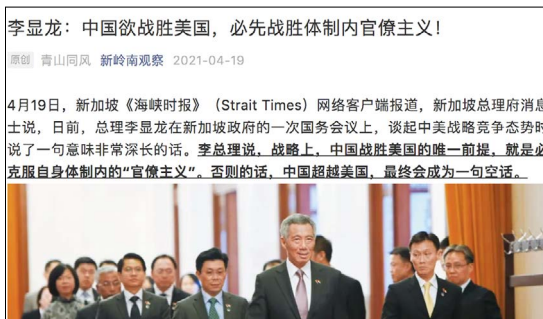 李显龙：中国欲战胜美国，必先战胜体制内官僚主义！
原创 青山同风 新岭南观察 2021-04-19
4月19日，新加坡《海峡时报》（Strait Times）网络客户端报道，新加坡总理府消息
士说，日前，总理李显龙在新加坡政府的一次国务会议上，谈起中美战略竞争态势时
说了一句意味非常深长的话。李总理说，战略上，中国战胜美国的唯一前提，就是必
克服自身体制内的“官僚主义”。否则的话，中国超越美国，最终会成为一句空话。